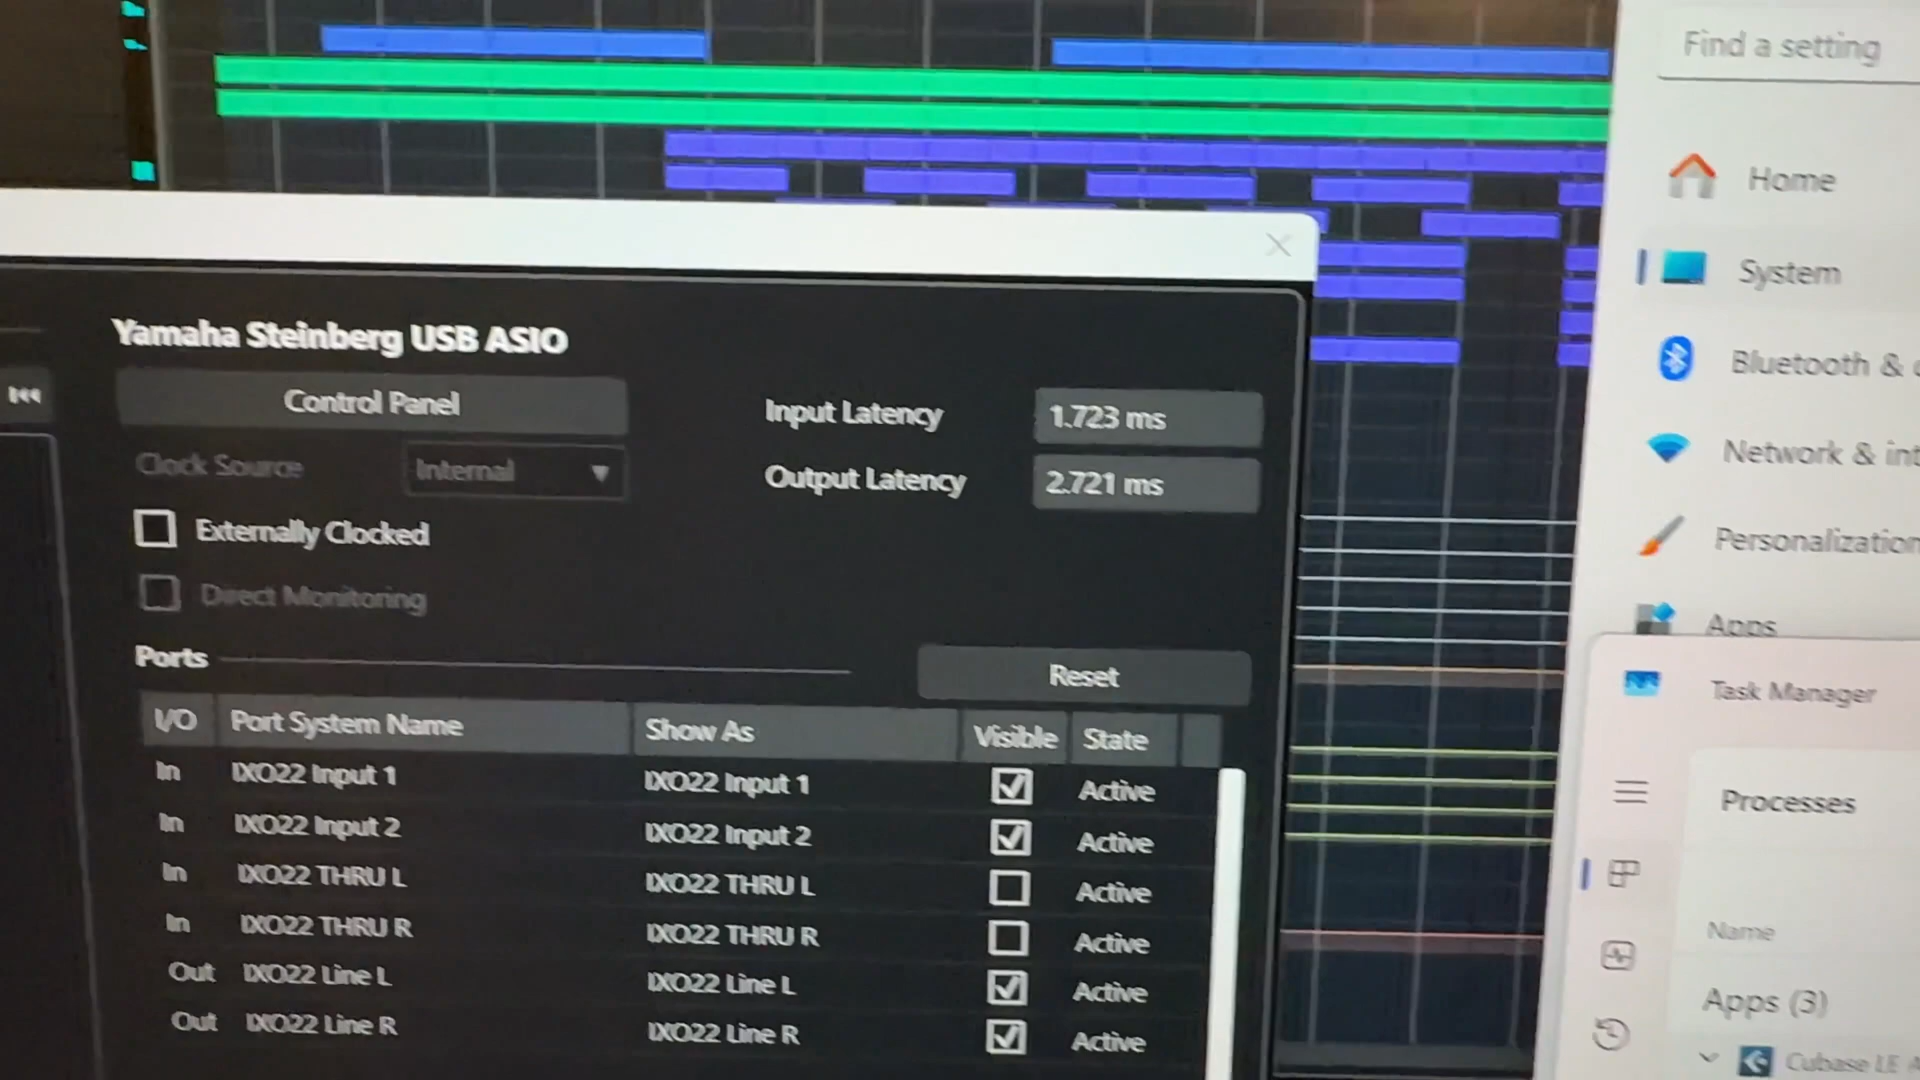 Find a setting
Home
System
Bluetooth &
Network &
Personalization
Apps
Yamaha Steinberg USB ASIO
Control Panel
Clock Source
Internal
Externally Clocked
Direct Monitoring
Input Latency
1.723 ms
Output Latency
2.721 ms
Ports
Reset
I/O Port System Name Show As Visible State
In IXO22 Input 1 IXO22 Input 1 Active
In IXO22 Input 2 IXO22 Input 2 Active
In IXO22 THRU L IXO22 THRU L Active
In IXO22 THRU R IXO22 THRU R Active
Out IXO22 Line L IXO22 Line L Active
Out IXO22 Line R IXO22 Line R Active
Task Manager
Processes
Name
Apps (3)
Cubase LE